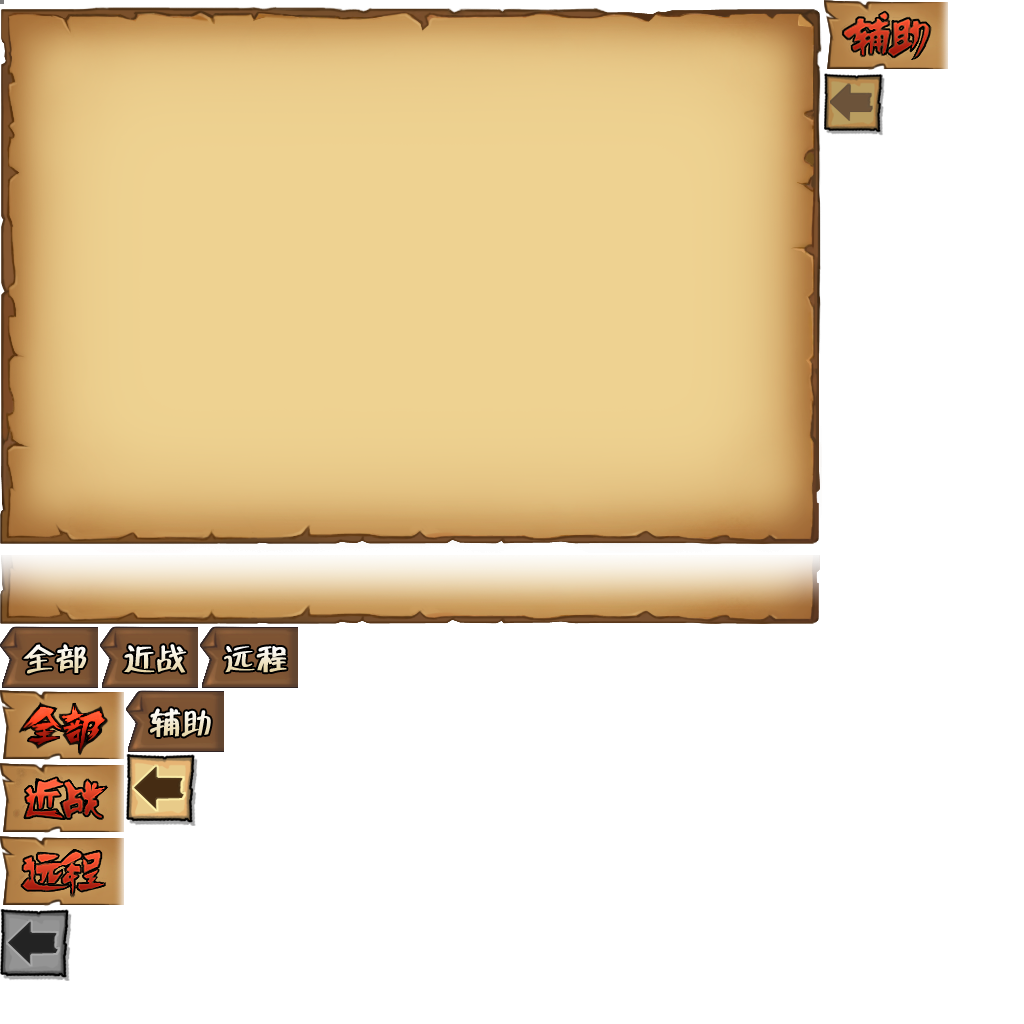 辅助
全部 近战 远程
全部 辅助
近战
远程